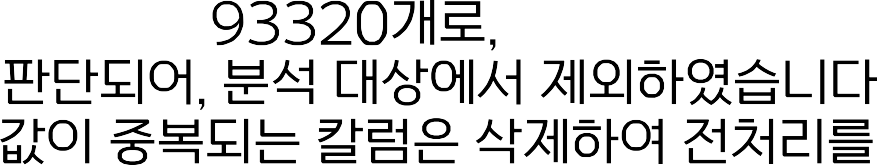 93320개로,
판단되어, 분석 대상에서 제외하였습니다
값이 중복되는 칼럼은 삭제하여 전처리를